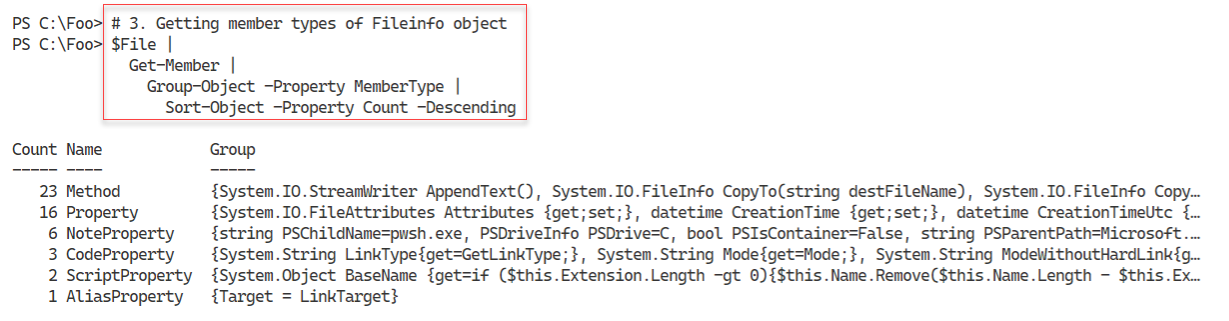 PS C:\Foo> # 3. Getting member types of Fileinfo object
PS C:\Foo> $File |
Get-Member |
Group-Object -Property MemberType |
Sort-Object -Property Count -Descending
Count Name Group
----- ---- -----
23 Method {System.IO.StreamWriter AppendText(), System.IO.FileInfo CopyTo(string destFileName), System.IO.FileInfo Copy…
16 Property {System.IO.FileAttributes Attributes {get;set;}, datetime CreationTime {get;set;}, datetime CreationTimeUtc {…
6 NoteProperty {string PSChildName=pwsh.exe, PSDriveInfo PSDrive=C, bool PSIsContainer=False, string PSParentPath=Microsoft.…
3 CodeProperty {System.String LinkType{get=GetLinkType;}, System.String Mode{get=Mode;}, System.String ModeWithoutHardLink{g…
2 ScriptProperty {System.Object BaseName {get=if ($this.Extension.Length -gt 0){$this.Name.Remove($this.Name.Length - $this.Ex…
1 AliasProperty {Target = LinkTarget}